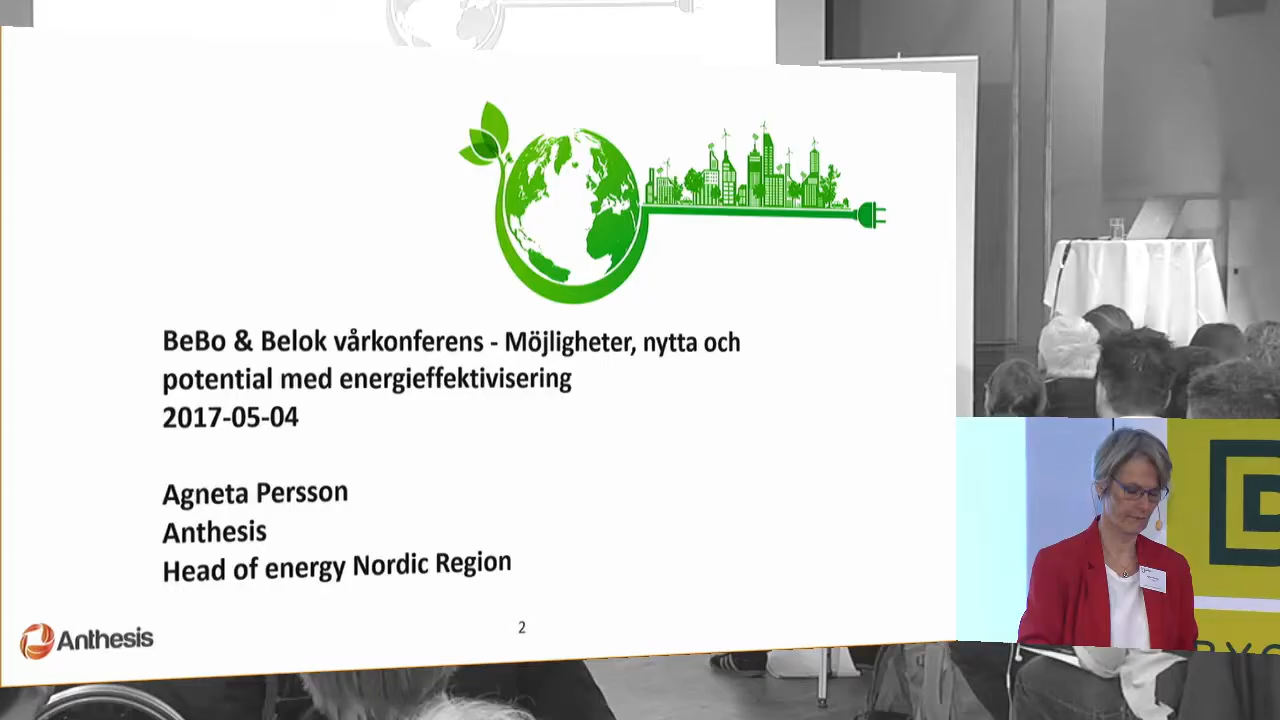 BeBo & Belok vårkonferens - Möjligheter, nytta och
potential med energieffektivisering
2017-05-04
Agneta Persson
Anthesis
Head of energy Nordic Region
Anthesis
2